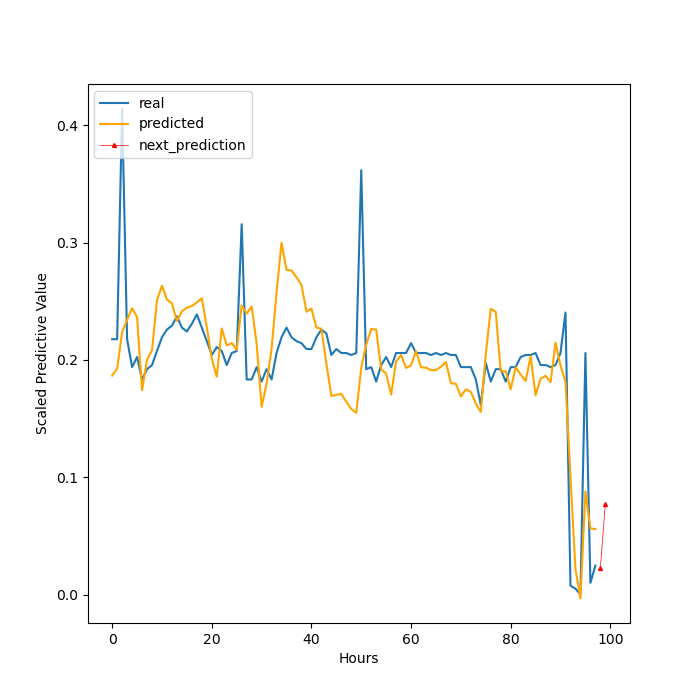 real
predicted
next_prediction
Scaled Predictive Value
0.4
0.3
0.2
0.1
0.0
0 20 40 60 80 100
Hours